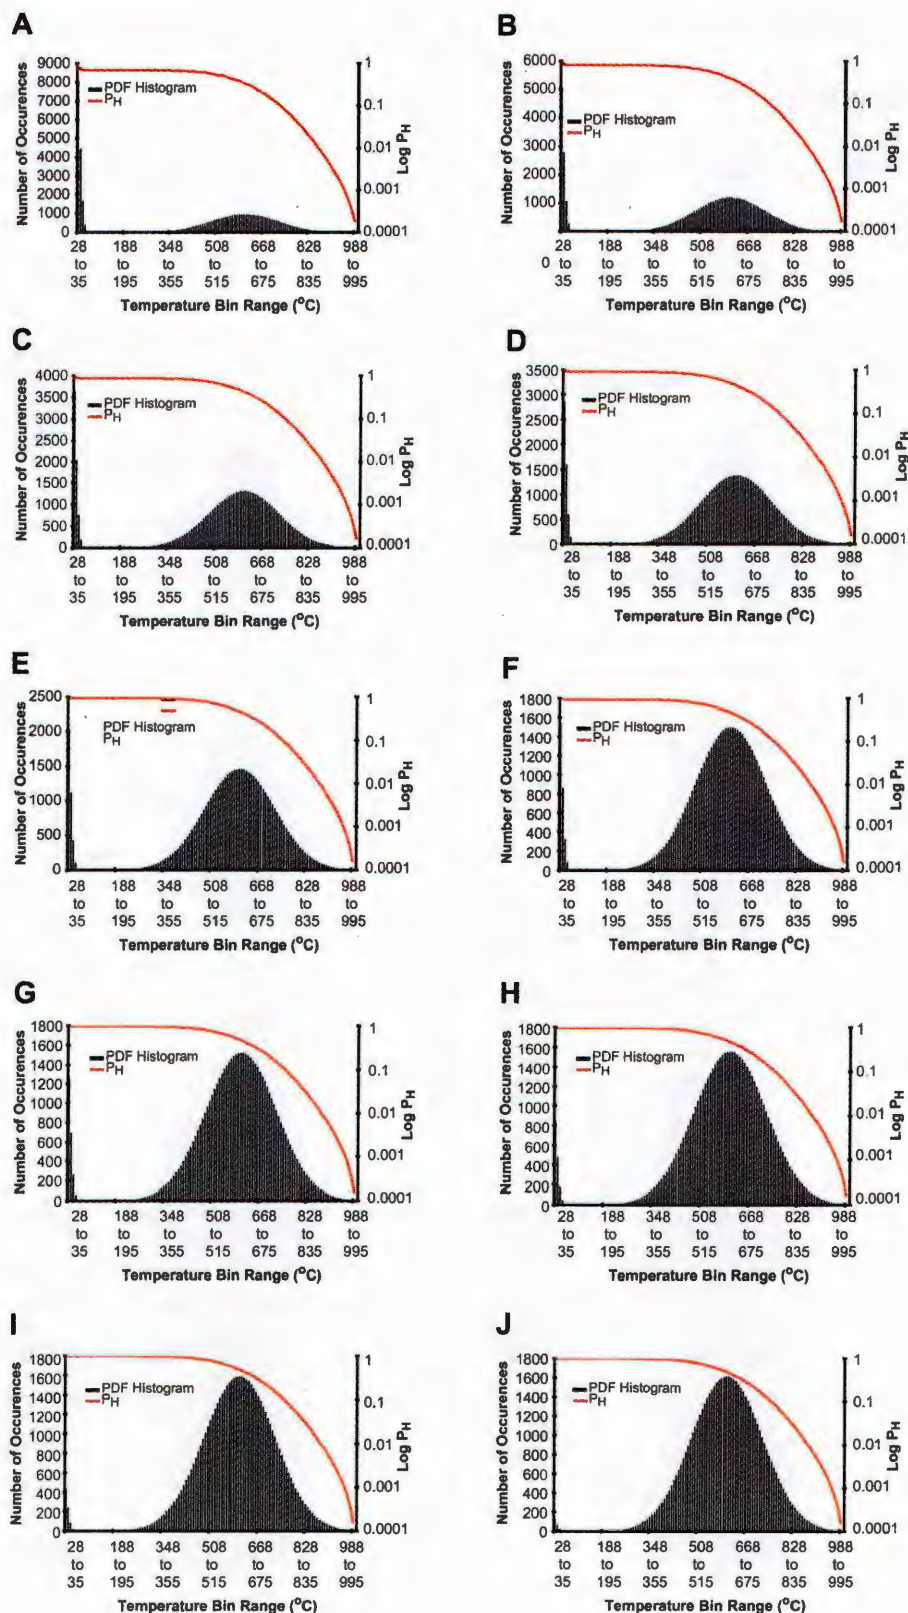 A
Number of Occurences
9000
8000
7000
6000
5000
4000
3000
2000
1000
0
PDF Histogram
PH
1
0.1
0.01
0.001
0.0001
Log PH
28 188 348 508 668 828 988
to to to to to to to
35 195 355 515 675 835 995
Temperature Bin Range (°C)
B
Number of Occurences
6000
5000
4000
3000
2000
1000
0
PDF Histogram
PH
1
0.1
0.01
0.001
0.0001
Log PH
28 188 348 508 668 828 988
to to to to to to to
35 195 355 515 675 835 995
Temperature Bin Range (°C)
C
Number of Occurences
4000
3500
3000
2500
2000
1500
1000
500
0
PDF Histogram
PH
1
0.1
0.01
0.001
0.0001
Log PH
28 188 348 508 668 828 988
to to to to to to to
35 195 355 515 675 835 995
Temperature Bin Range (°C)
D
Number of Occurences
3500
3000
2500
2000
1500
1000
500
0
PDF Histogram
PH
1
0.1
0.01
0.001
0.0001
Log PH
28 188 348 508 668 828 988
to to to to to to to
35 195 355 515 675 835 995
Temperature Bin Range (°C)
E
Number of Occurences
2500
2000
1500
1000
500
0
PDF Histogram
PH
1
0.1
0.01
0.001
0.0001
Log PH
28 188 348 508 668 828 988
to to to to to to to
35 195 355 515 675 835 995
Temperature Bin Range (°C)
F
Number of Occurences
1800
1600
1400
1200
1000
800
600
400
200
0
PDF Histogram
PH
1
0.1
0.01
0.001
0.0001
Log PH
28 188 348 508 668 828 988
to to to to to to to
35 195 355 515 675 835 995
Temperature Bin Range (°C)
G
Number of Occurences
1800
1600
1400
1200
1000
800
600
400
200
0
PDF Histogram
PH
1
0.1
0.01
0.001
0.0001
Log PH
28 188 348 508 668 828 988
to to to to to to to
35 195 355 515 675 835 995
Temperature Bin Range (°C)
H
Number of Occurences
1800
1600
1400
1200
1000
800
600
400
200
0
PDF Histogram
PH
1
0.1
0.01
0.001
0.0001
Log PH
28 188 348 508 668 828 988
to to to to to to to
35 195 355 515 675 835 995
Temperature Bin Range (°C)
I
Number of Occurences
1800
1600
1400
1200
1000
800
600
400
200
0
PDF Histogram
PH
1
0.1
0.01
0.001
0.0001
Log PH
28 188 348 508 668 828 988
to to to to to to to
35 195 355 515 675 835 995
Temperature Bin Range (°C)
J
Number of Occurences
1800
1600
1400
1200
1000
800
600
400
200
0
PDF Histogram
PH
1
0.1
0.01
0.001
0.0001
Log PH
28 188 348 508 668 828 988
to to to to to to to
35 195 355 515 675 835 995
Temperature Bin Range (°C)